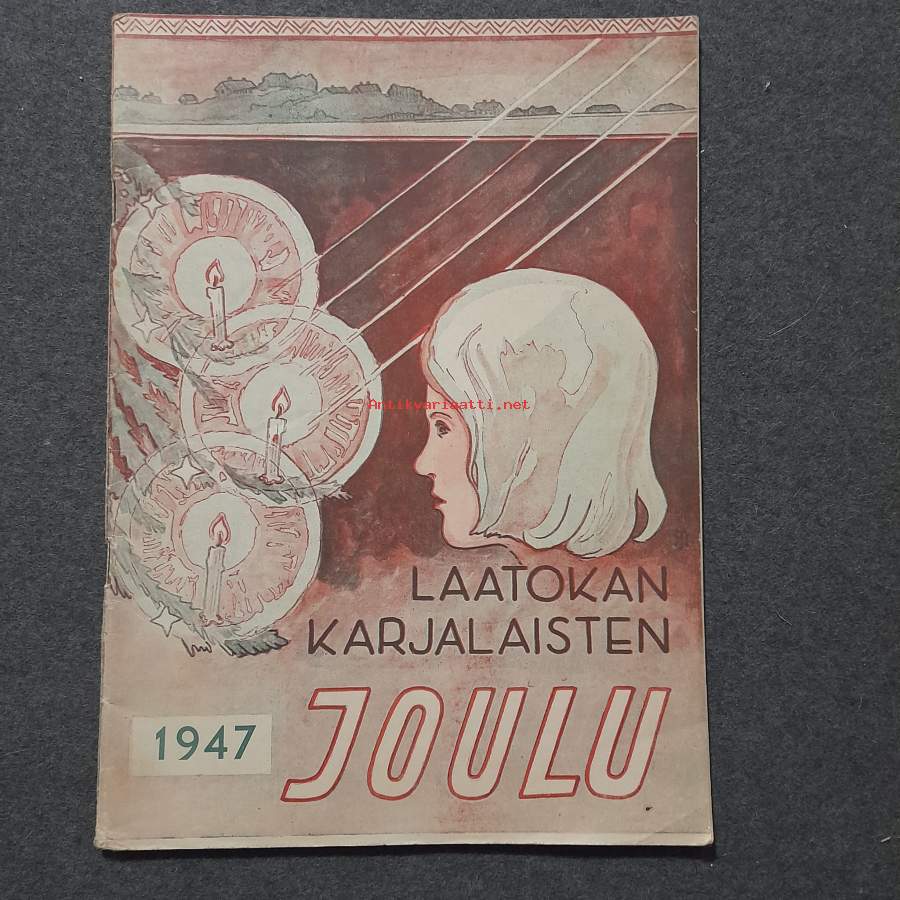 Antikvariaatti.net
LAATOKAN
KARJALAISTEN
JOULU
1947